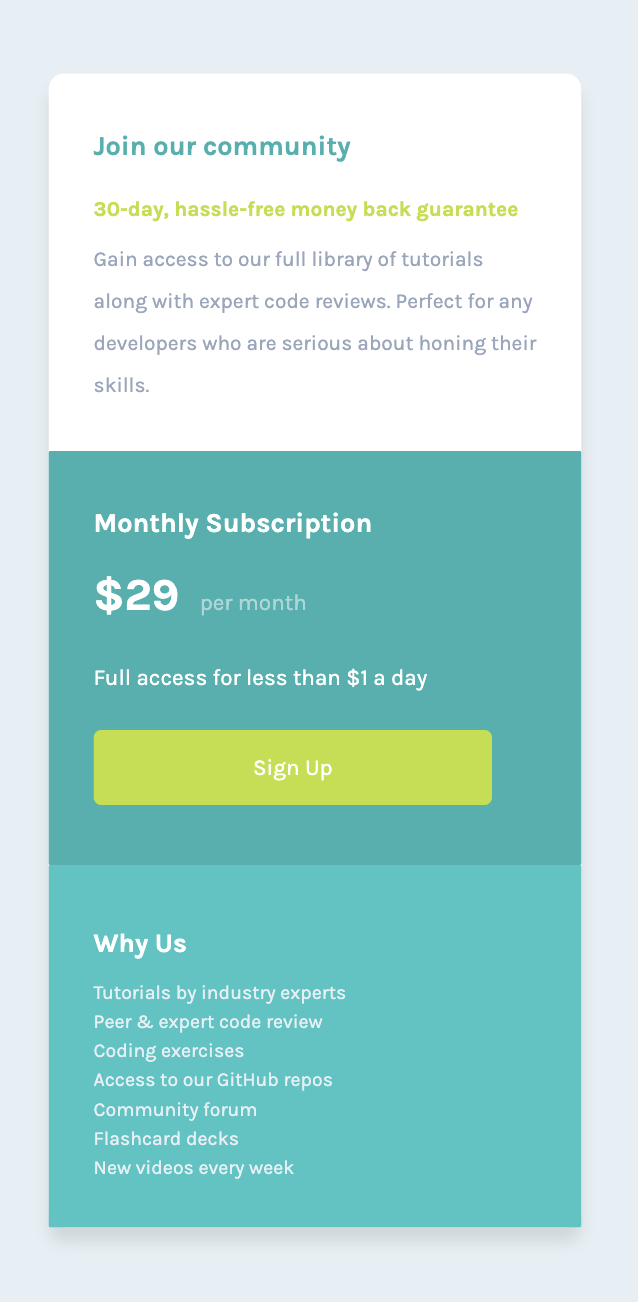 Join our community
30-day, hassle-free money back guarantee
Gain access to our full library of tutorials
along with expert code reviews. Perfect for any
developers who are serious about honing their
skills.
Monthly Subscription
$29 per month
Full access for less than $1 a day
Sign Up
Why Us
Tutorials by industry experts
Peer & expert code review
Coding exercises
Access to our GitHub repos
Community forum
Flashcard decks
New videos every week